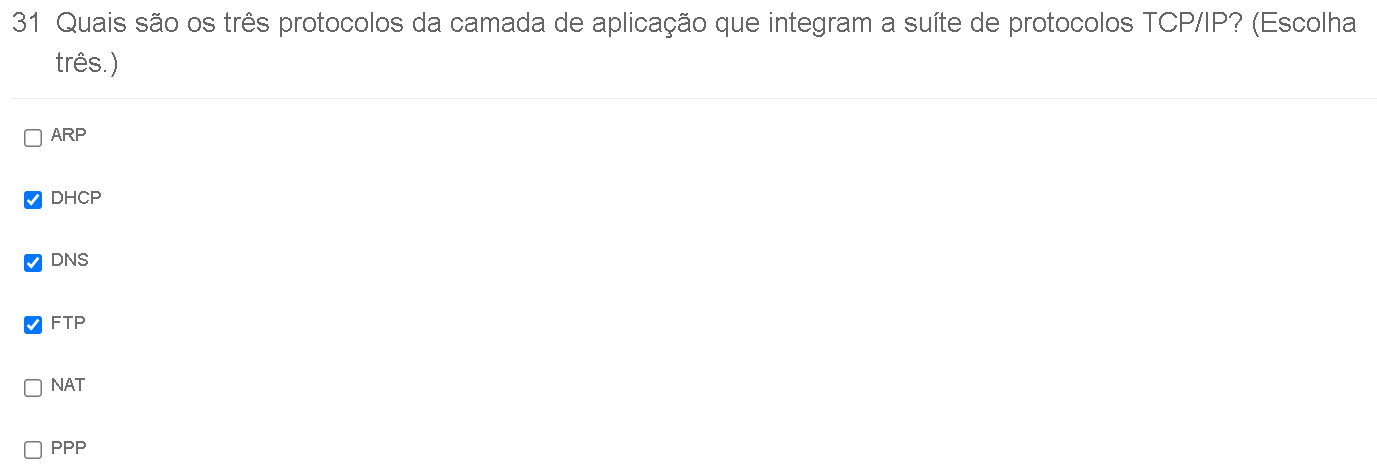 31 Quais são os três protocolos da camada de aplicação que integram a suíte de protocolos TCP/IP? (Escolha
três.)
ARP
DHCP
DNS
FTP
NAT
PPP